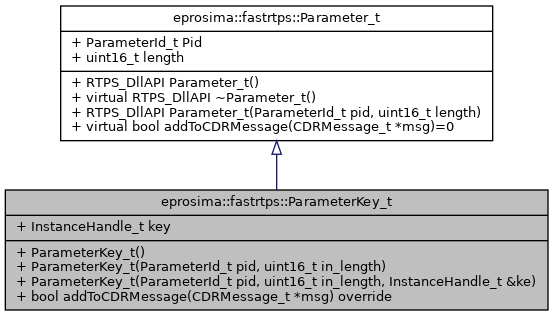 eprosima::fastrtps::Parameter_t
+ ParameterId_t Pid
+ uint16_t length
+ RTPS_DllAPI Parameter_t()
+ virtual RTPS_DllAPI ~Parameter_t()
+ RTPS_DllAPI Parameter_t(ParameterId_t pid, uint16_t length)
+ virtual bool addToCDRMessage(CDRMessage_t *msg)=0
eprosima::fastrtps::ParameterKey_t
+ InstanceHandle_t key
+ ParameterKey_t()
+ ParameterKey_t(ParameterId_t pid, uint16_t in_length)
+ ParameterKey_t(ParameterId_t pid, uint16_t in_length, InstanceHandle_t &ke)
+ bool addToCDRMessage(CDRMessage_t *msg) override